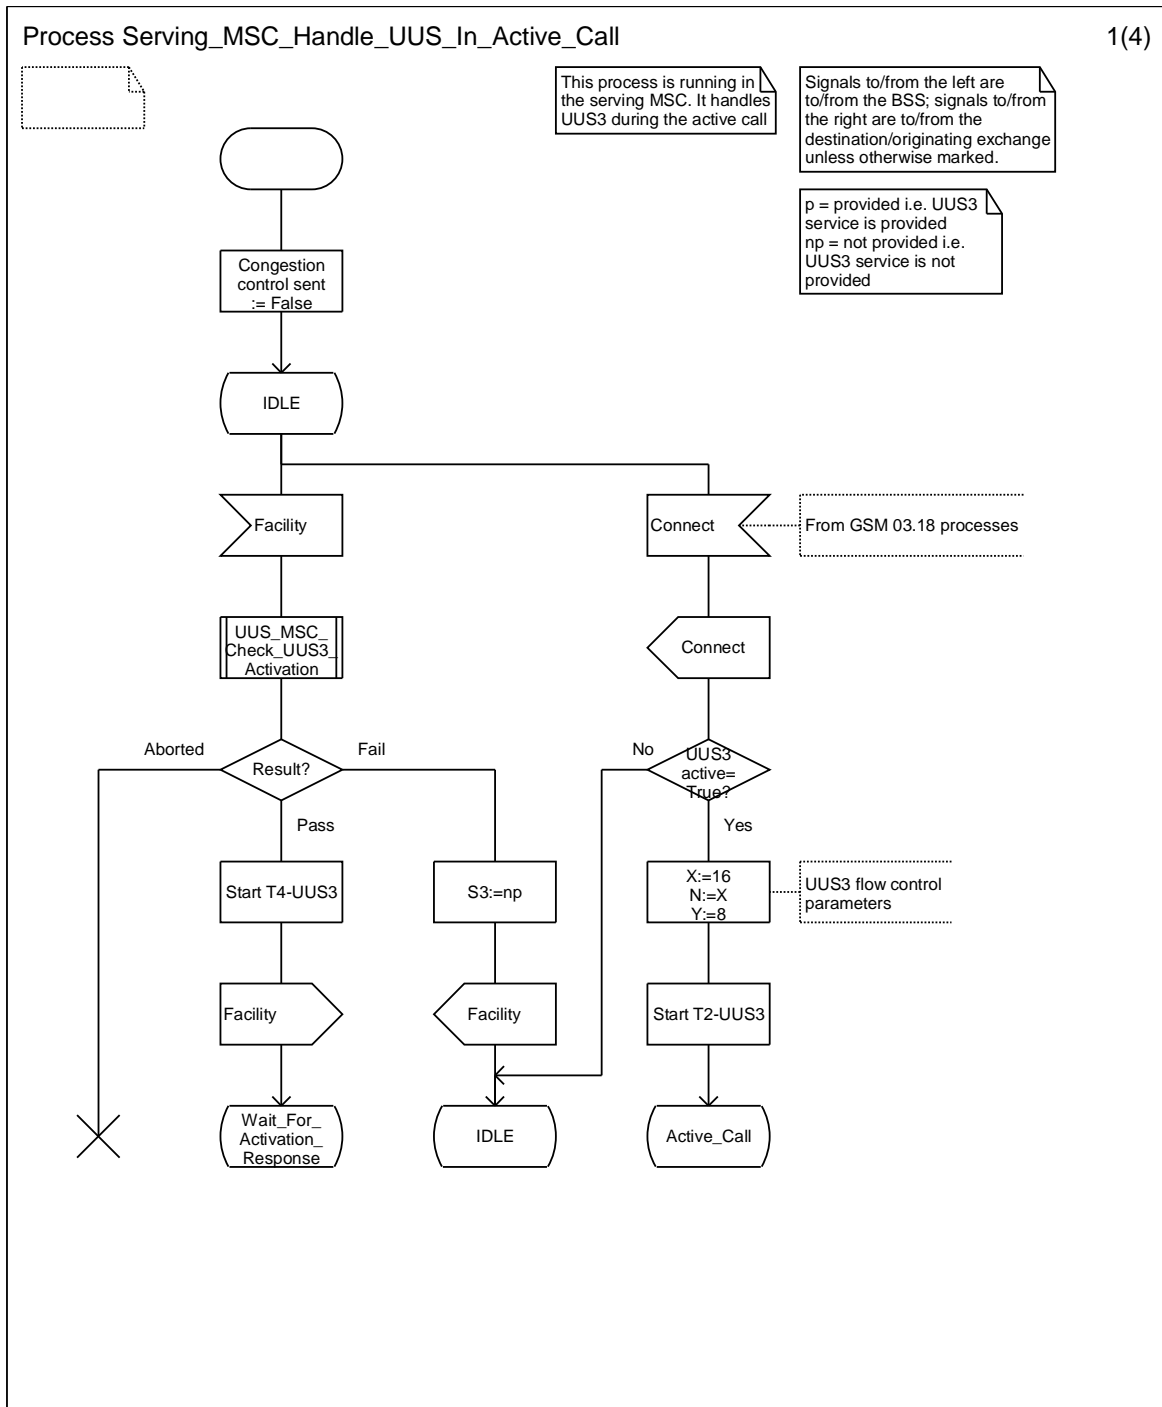 Process Serving_MSC_Handle_UUS_In_Active_Call
1(4)
This process is running in
the serving MSC. It handles
UUS3 during the active call
Signals to/from the left are
to/from the BSS; signals to/from
the right are to/from the
destination/originating exchange
unless otherwise marked.
p = provided i.e. UUS3
service is provided
np = not provided i.e.
UUS3 service is not
provided
Congestion
control sent
:= False
IDLE
Facility
Connect
From GSM 03.18 processes
UUS_MSC_
Check_UUS3_
Activation
Connect
Aborted
Result?
Fail
No
UUS3
active=
True?
Pass
Yes
Start T4-UUS3
S3:=np
X:=16
N:=X
Y:=8
UUS3 flow control
parameters
Facility
Facility
Start T2-UUS3
Wait_For_
Activation_
Response
IDLE
Active_Call